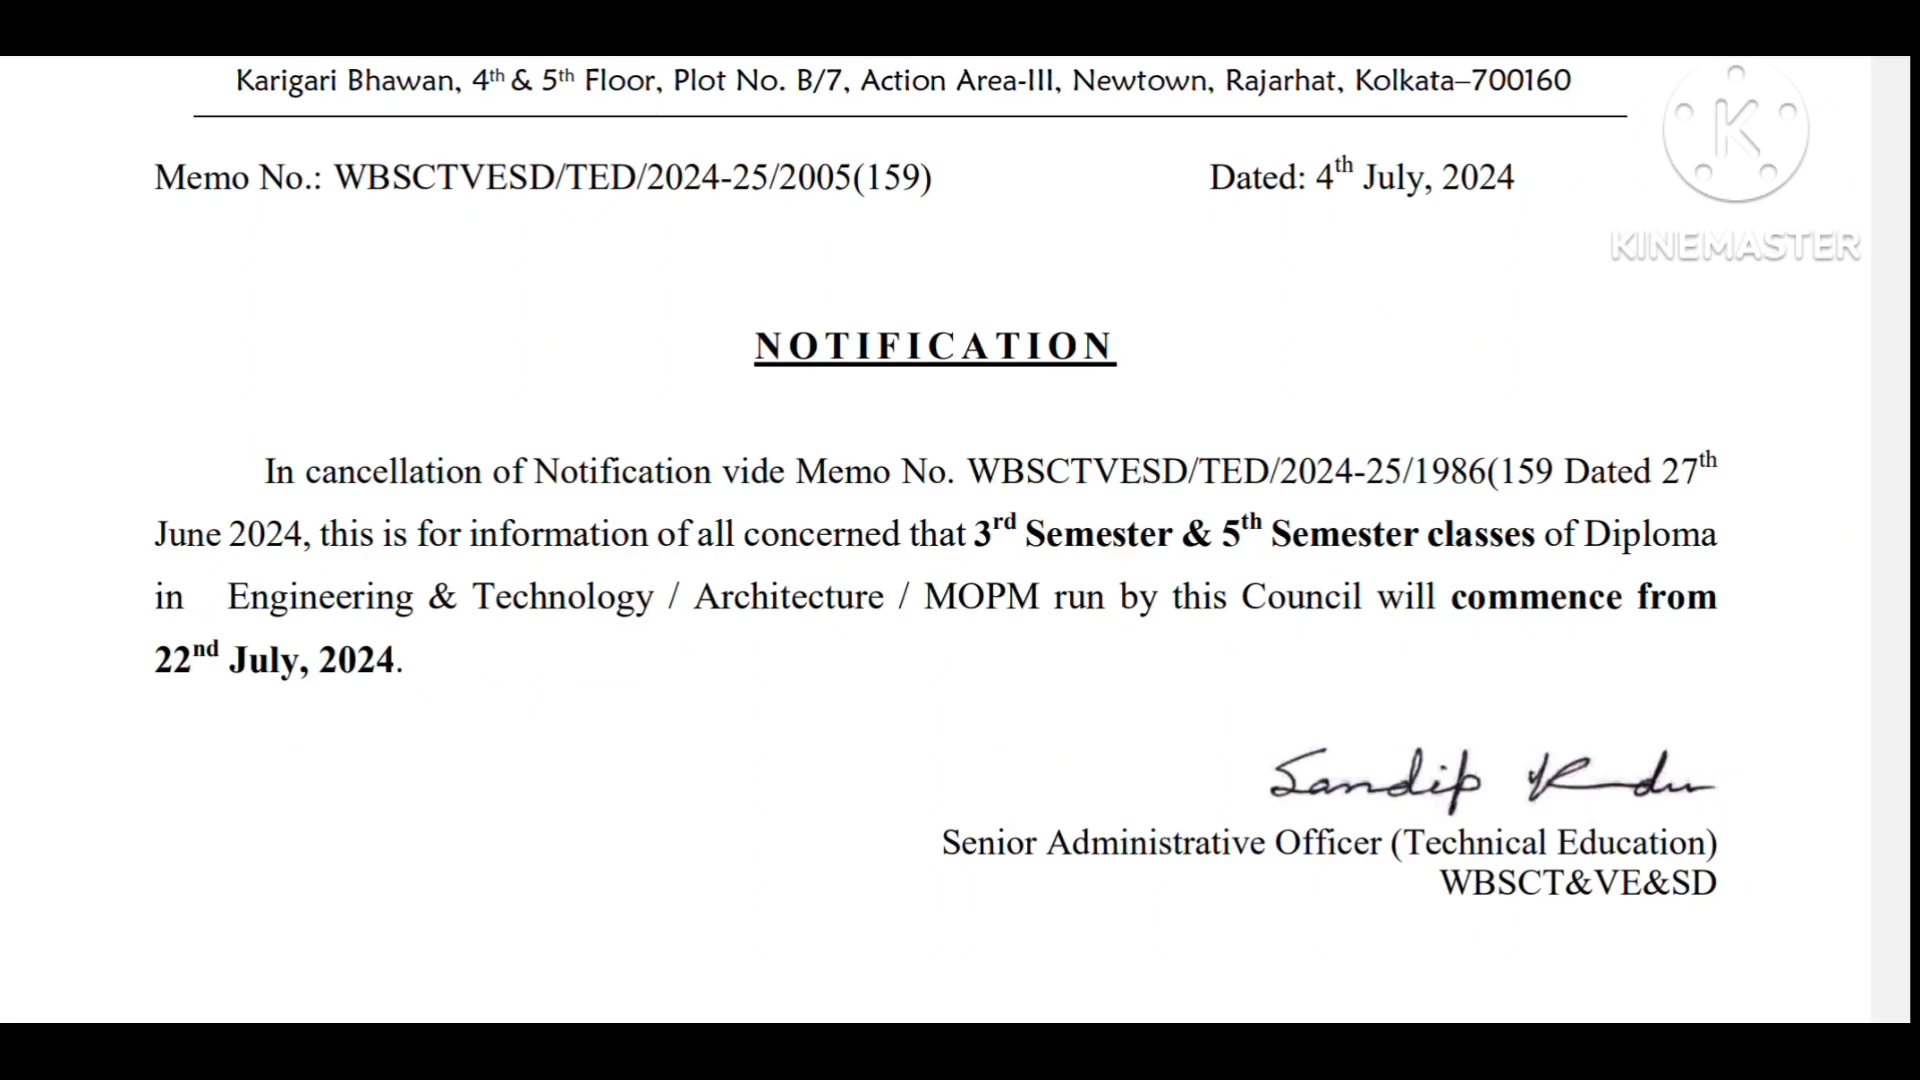 Karigari Bhawan, 4th & 5th Floor, Plot No. B/7, Action Area-III, Newtown, Rajarhat, Kolkata–700160
Memo No.: WBSCTVESD/TED/2024-25/2005(159) Dated: 4th July, 2024
K
KINEMASTER
NOTIFICATION
In cancellation of Notification vide Memo No. WBSCTVESD/TED/2024-25/1986(159 Dated 27th
June 2024, this is for information of all concerned that 3rd Semester & 5th Semester classes of Diploma
in Engineering & Technology / Architecture / MOPM run by this Council will commence from
22nd July, 2024.
Sandip Kundu
Senior Administrative Officer (Technical Education)
WBSCT&VE&SD